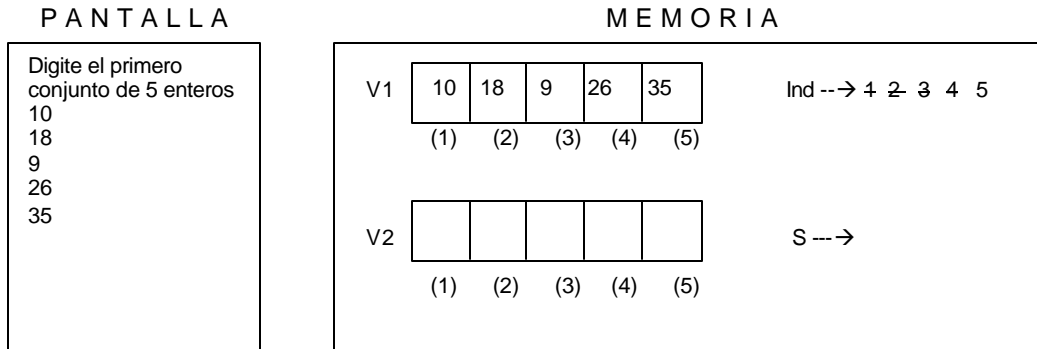 P A N T A L L A
M E M O R I A
Digite el primero
conjunto de 5 enteros
10
18
9
26
35
V1 10 18 9 26 35 Ind --→ 1 2 3 4 5
(1) (2) (3) (4) (5)
V2 S ---→
(1) (2) (3) (4) (5)